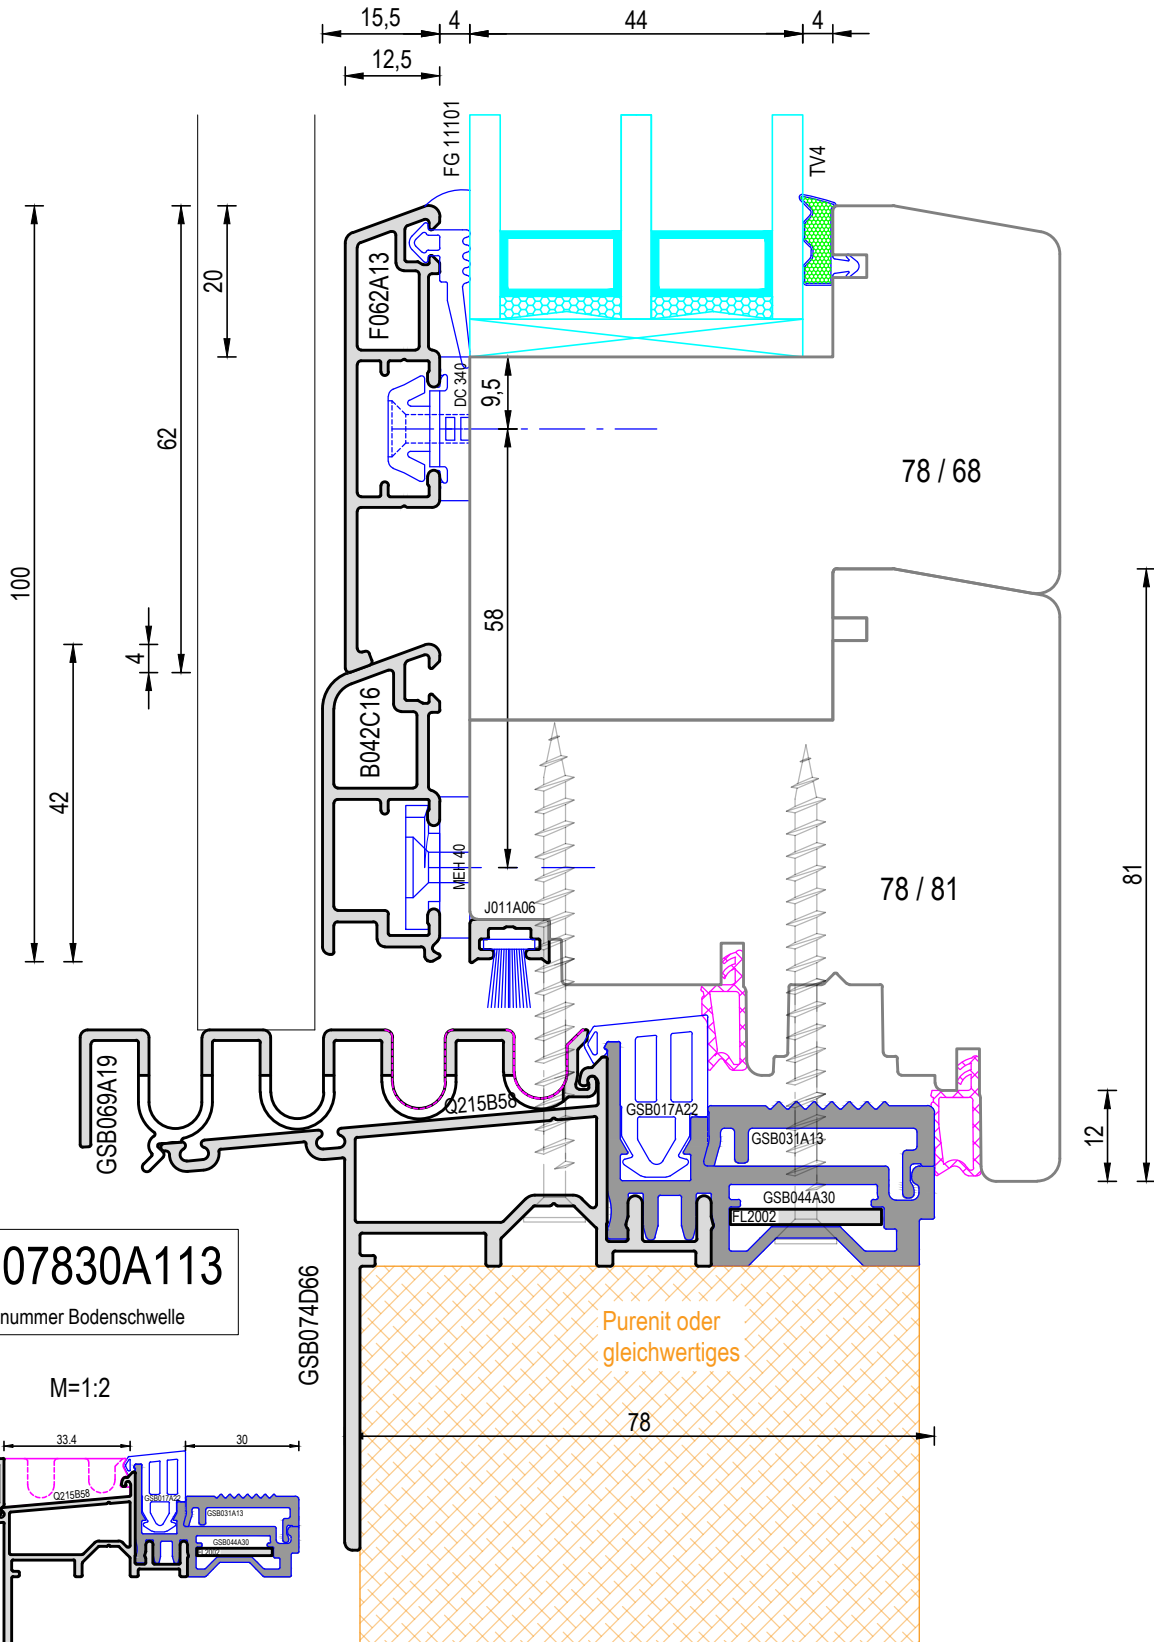 15,5
4
44
4
12,5
FG 11101
TV4
20
F062A13
DC 340
9,5
62
78 / 68
100
58
4
B042C16
42
MEH 40
78 / 81
81
J011A06
GSB069A19
Q215B58
GSB017A22
GSB031A13
12
GSB044A30
FL2002
07830A113
nummer Bodenschwelle
GSB074D66
Purenit oder
gleichwertiges
M=1:2
78
33.4
30
Q215B58
GSB017A22
GSB031A13
GSB044A30
FL2002